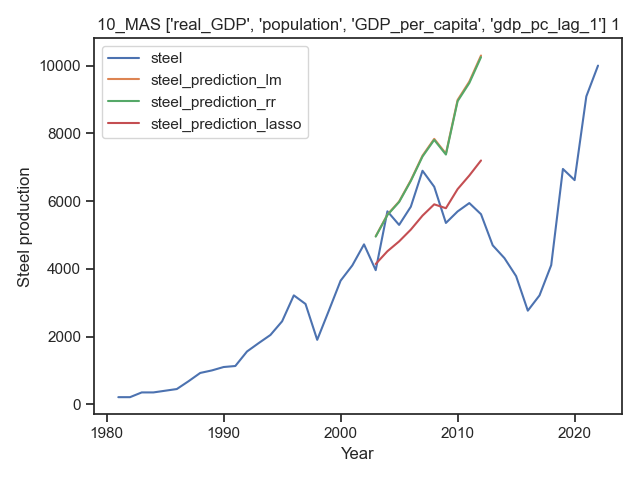 10_MAS ['real_GDP', 'population', 'GDP_per_capita', 'gdp_pc_lag_1'] 1
steel
steel_prediction_lm
steel_prediction_rr
steel_prediction_lasso
Steel production
10000
8000
6000
4000
2000
0
1980
1990
2000
2010
2020
Year